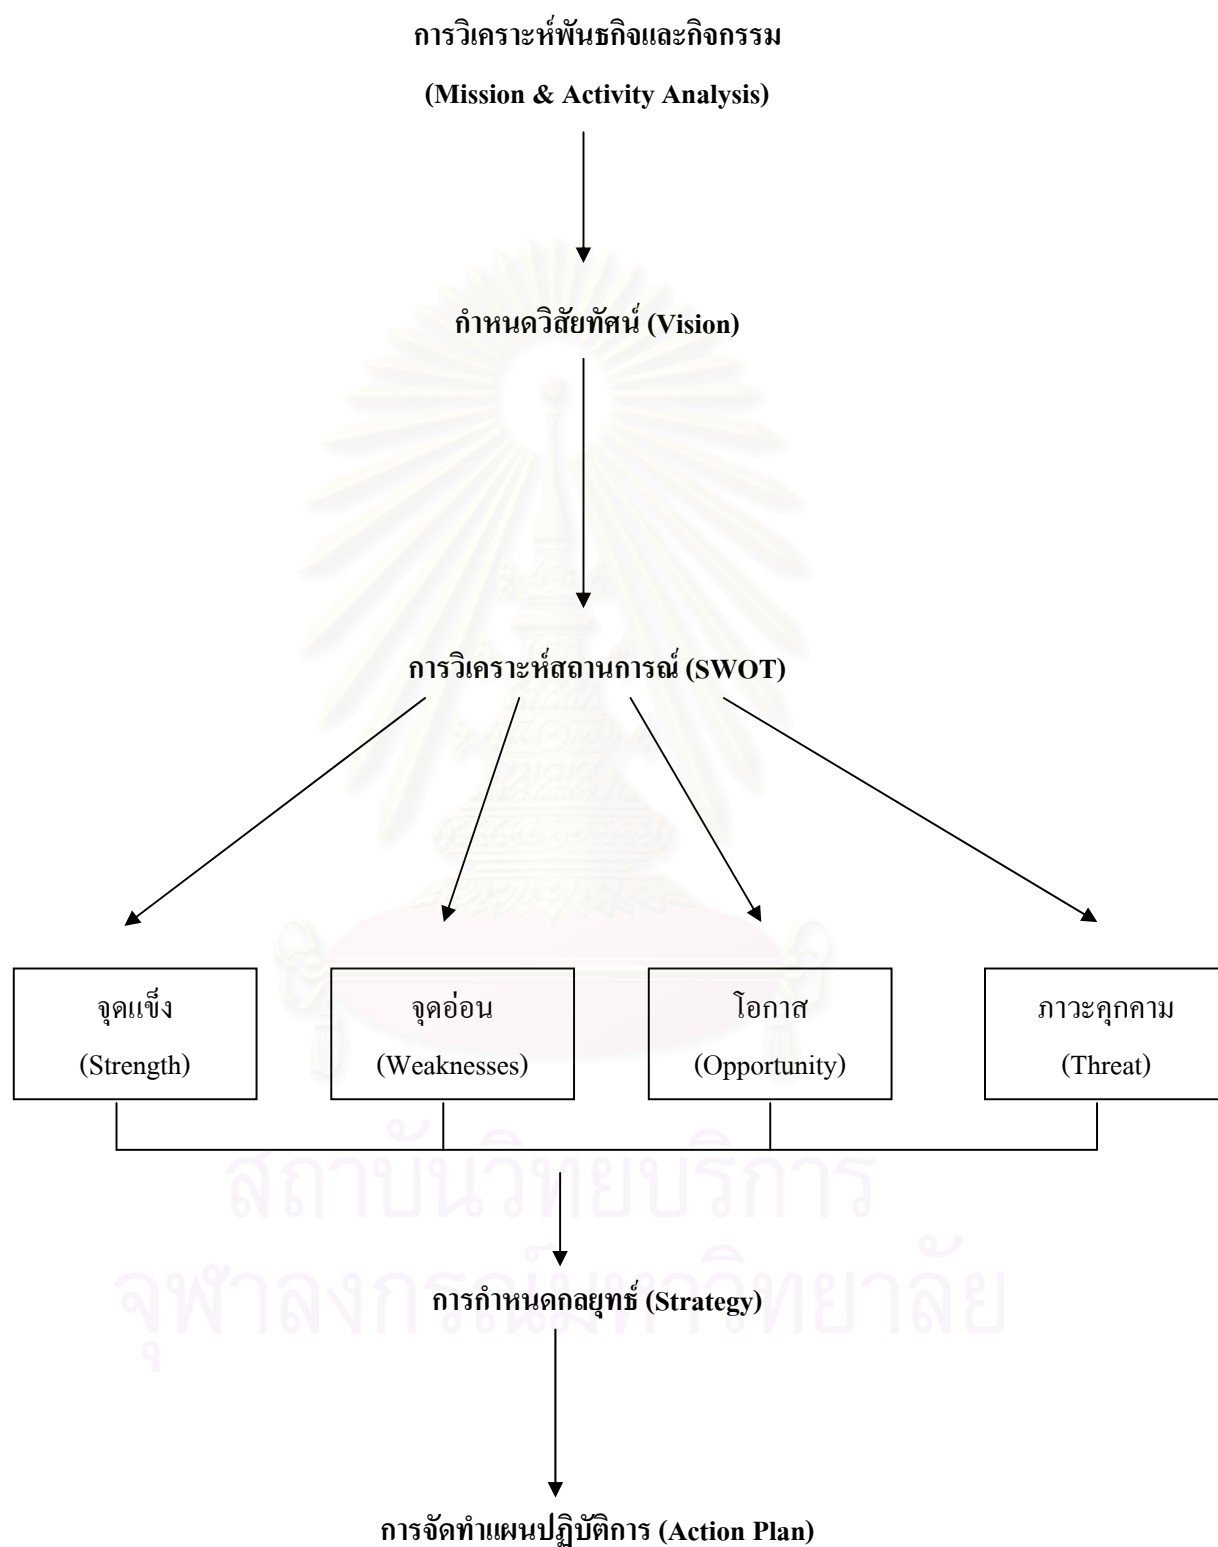 การวิเคราะห์พันธกิจและกิจกรรม
(Mission & Activity Analysis)
กำหนดวิสัยทัศน์ (Vision)
การวิเคราะห์สถานการณ์ (SWOT)
จุดแข็ง
(Strength)
จุดอ่อน
(Weaknesses)
โอกาส
(Opportunity)
ภาวะคุกคาม
(Threat)
สถาบันวิทยบริการ
จุฬาลงกรณ์มหาวิทยาลัย
การกำหนดกลยุทธ์ (Strategy)
การจัดทำแผนปฏิบัติการ (Action Plan)